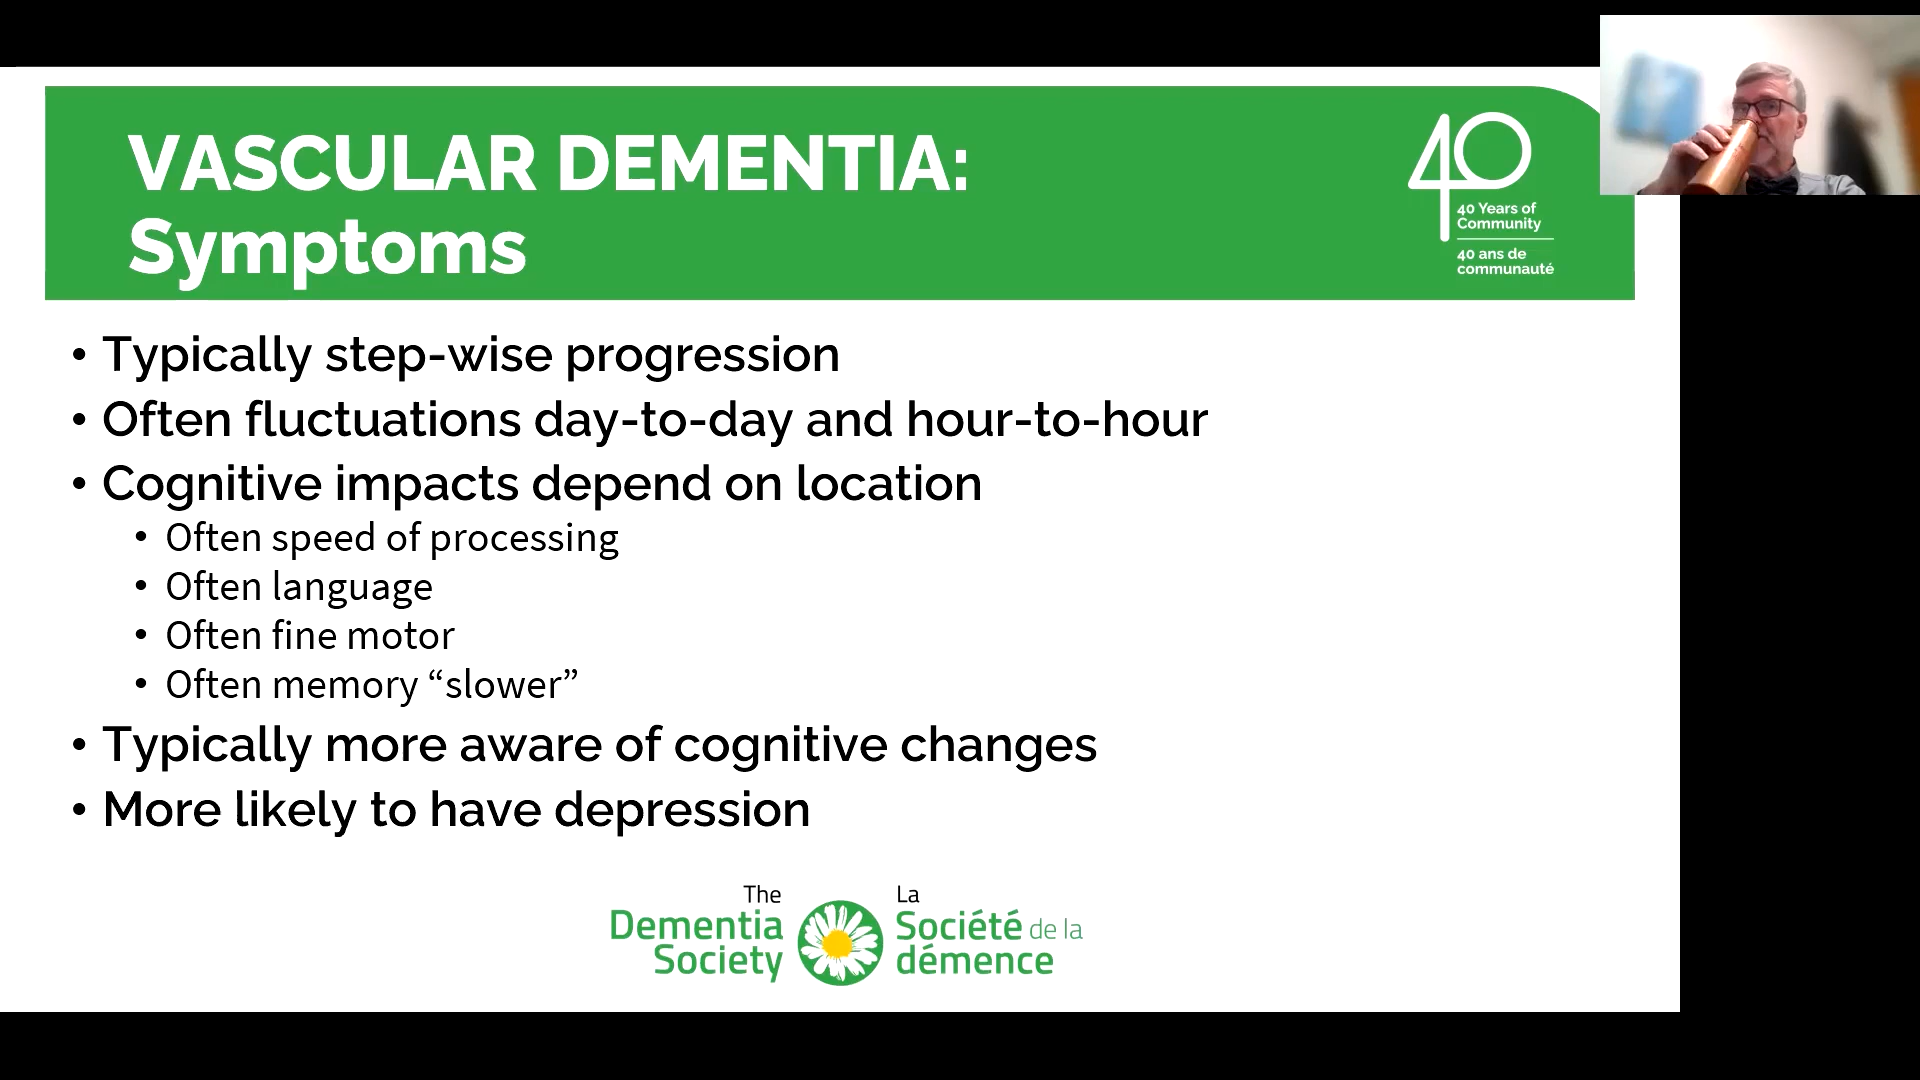 VASCULAR DEMENTIA:
Symptoms
40
40 Years of
Community
40 ans de
communauté
• Typically step-wise progression
• Often fluctuations day-to-day and hour-to-hour
• Cognitive impacts depend on location
• Often speed of processing
• Often language
• Often fine motor
• Often memory “slower”
• Typically more aware of cognitive changes
• More likely to have depression
The
Dementia
Society
La
Société de la
démence